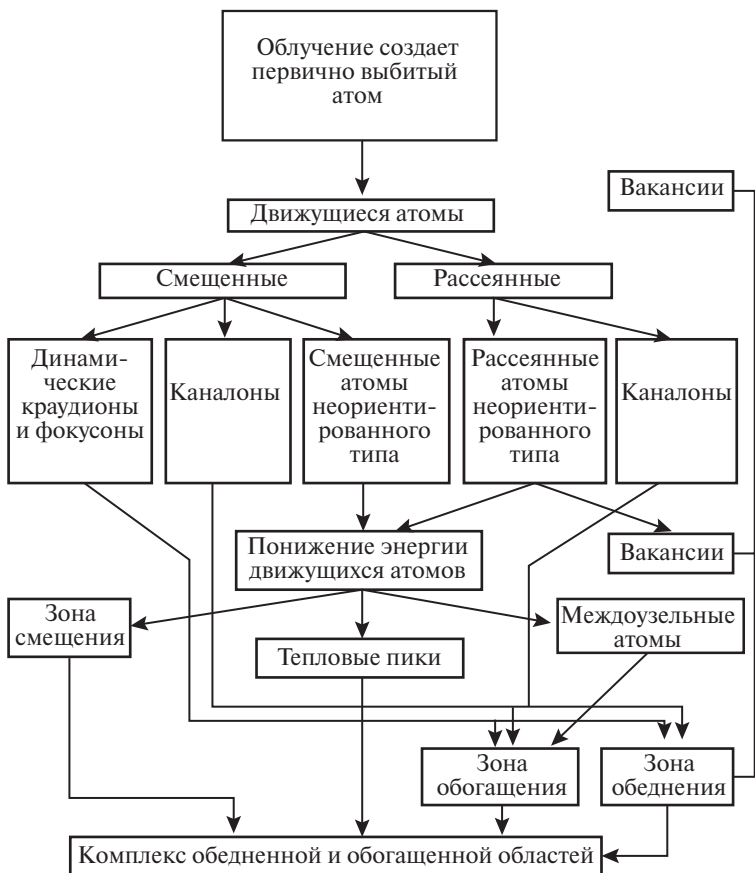 Облучение создает
первично выбитый
атом
Вакансии
Движущиеся атомы
Смещенные
Рассеянные
Динами-
ческие
краудионы
и фокусоны
Каналоны
Смещенные
атомы
неориенти-
рованного
типа
Рассеянные
атомы
неориенти-
рованного
типа
Каналоны
Понижение энергии
движущихся атомов
Вакансии
Зона
смещения
Тепловые пики
Междоузельные
атомы
Зона
обогащения
Зона
обеднения
Комплекс обедненной и обогащенной областей